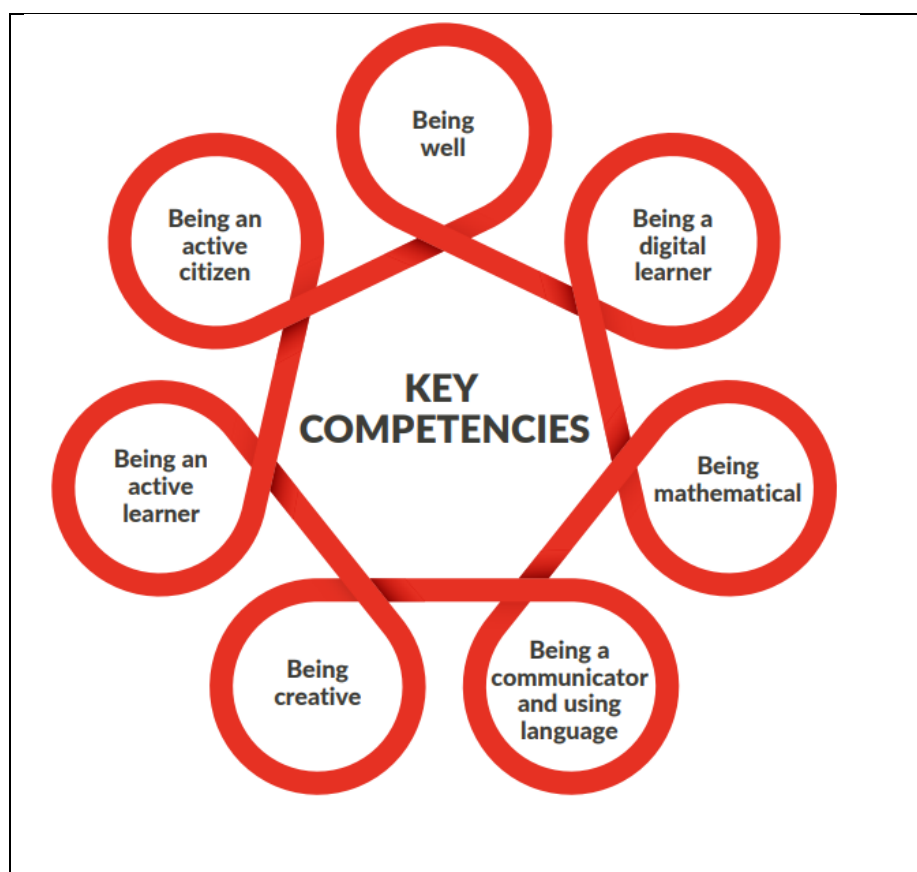 Being
well
Being an
active
citizen
Being a
digital
learner
KEY
COMPETENCIES
Being an
active
learner
Being
mathematical
Being
creative
Being a
communicator
and using
language